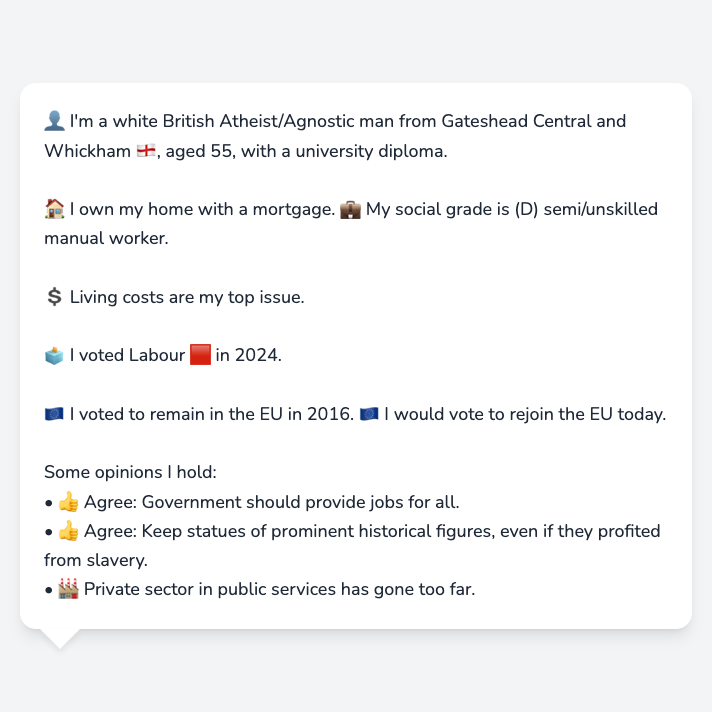 👤 I'm a white British Atheist/Agnostic man from Gateshead Central and
Whickham 🏴󠁧󠁢󠁥󠁮󠁧󠁿, aged 55, with a university diploma.
🏠 I own my home with a mortgage. 💼 My social grade is (D) semi/unskilled
manual worker.
💲 Living costs are my top issue.
🗳️ I voted Labour 🟥 in 2024.
🇪🇺 I voted to remain in the EU in 2016. 🇪🇺 I would vote to rejoin the EU today.
Some opinions I hold:
• 👍 Agree: Government should provide jobs for all.
• 👍 Agree: Keep statues of prominent historical figures, even if they profited
from slavery.
• 🏭 Private sector in public services has gone too far.